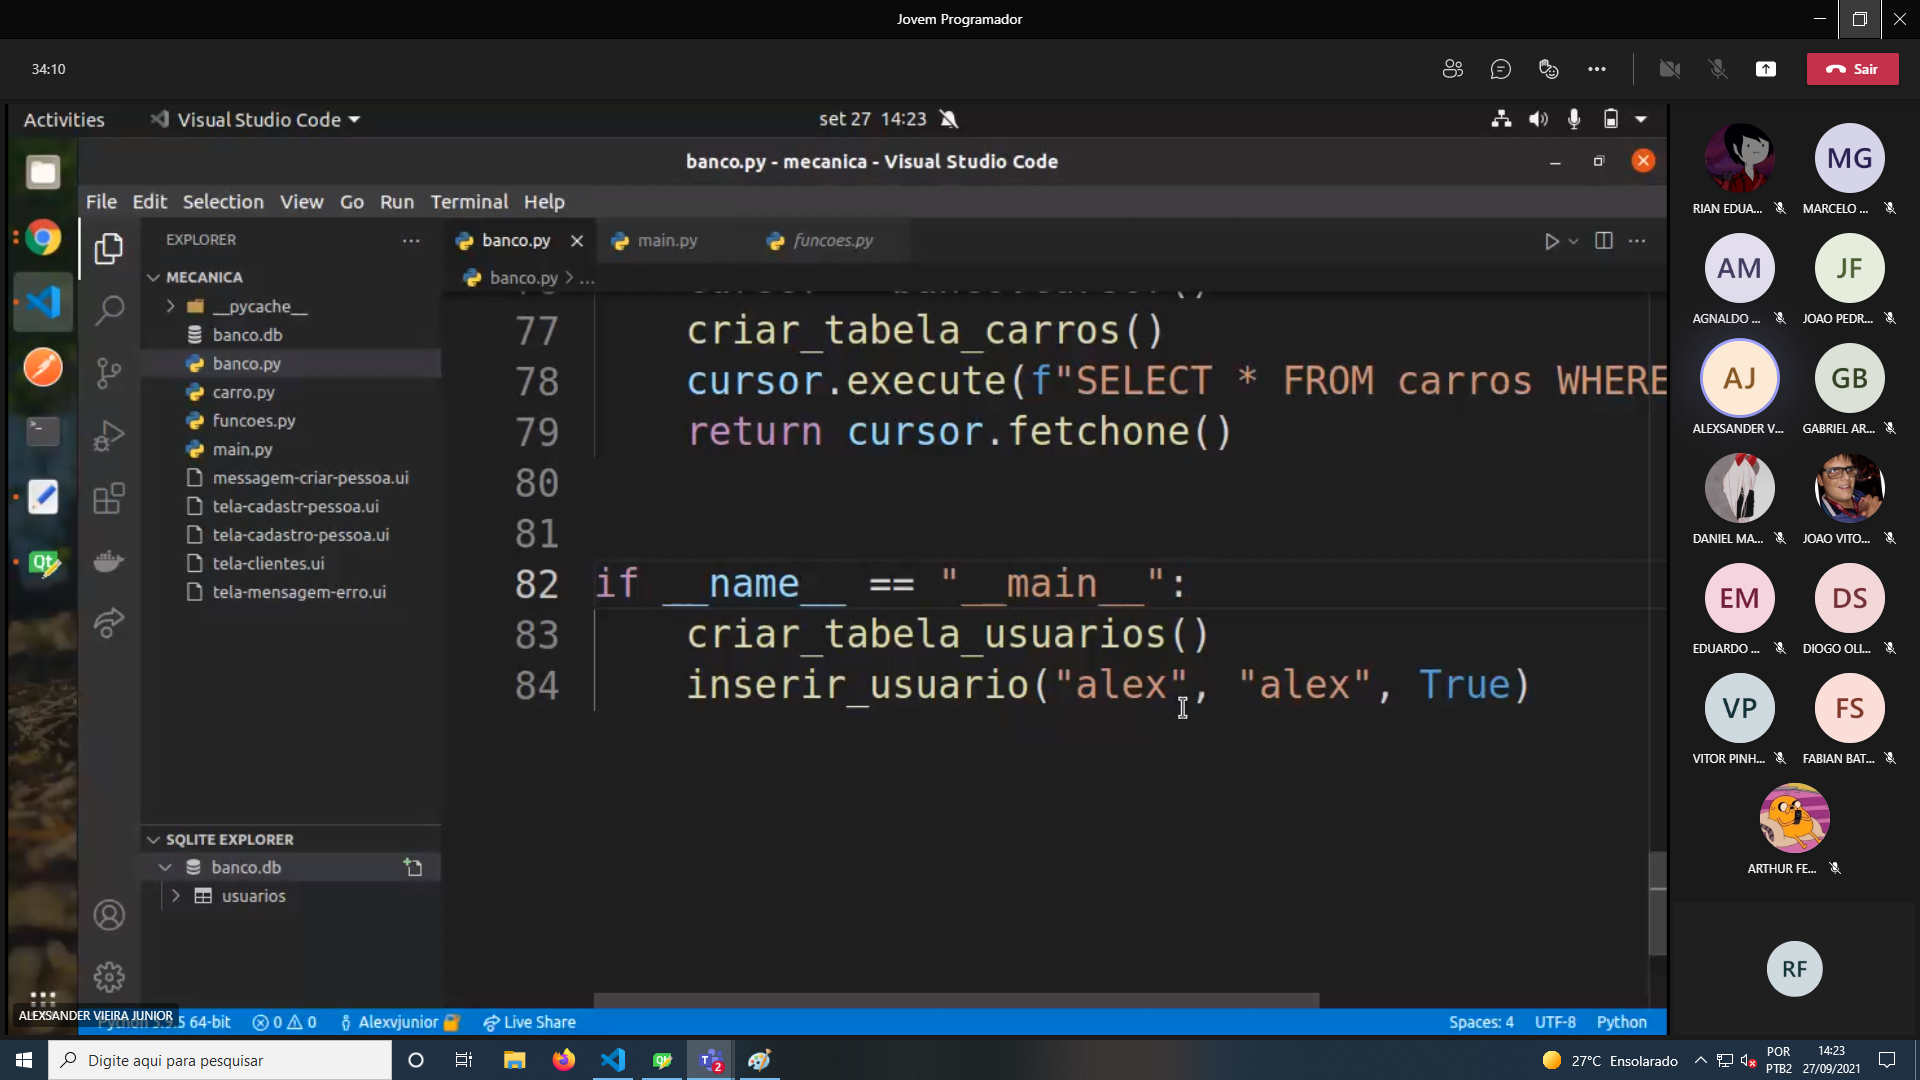 Jovem Programador
34:10
Sair
Activities
Visual Studio Code
set 27 14:23
banco.py - mecanica - Visual Studio Code
File Edit Selection View Go Run Terminal Help
EXPLORER
MECANICA
__pycache__
banco.db
banco.py
carro.py
funcoes.py
main.py
messagem-criar-pessoa.ui
tela-cadastr-pessoa.ui
tela-cadastro-pessoa.ui
tela-clientes.ui
tela-mensagem-erro.ui
SQLITE EXPLORER
banco.db
usuarios
banco.py main.py funcoes.py
banco.py > ...
77 criar_tabela_carros()
78 cursor.execute(f"SELECT * FROM carros WHERE
79 return cursor.fetchone()
80
81
82 if __name__ == "__main__":
83 criar_tabela_usuarios()
84 inserir_usuario("alex", "alex", True)
ALEXSANDER VIEIRA JUNIOR
64-bit 0 0 Alexvjunior Live Share
Spaces: 4 UTF-8 Python
RIAN EDUA...
MG
MARCELO ...
AM
AGNALDO ...
JF
JOAO PEDR...
AJ
ALEXSANDER V...
GB
GABRIEL AR...
DANIEL MA...
JOAO VITO...
EM
EDUARDO ...
DS
DIOGO OLI...
VP
VITOR PINH...
FS
FABIAN BAT...
ARTHUR FE...
RF
Digite aqui para pesquisar
2
27°C Ensolarado
POR
PTB2
14:23
27/09/2021